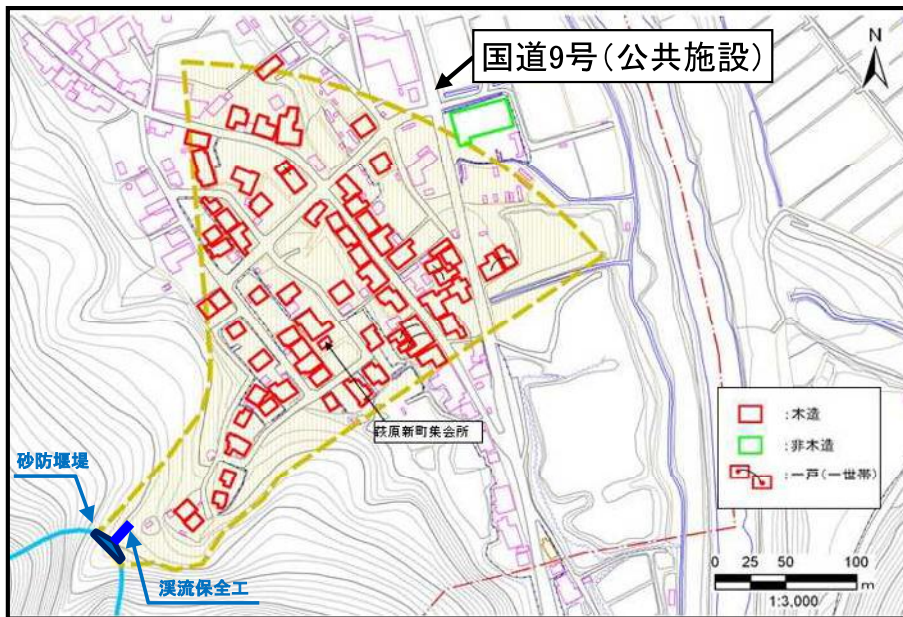 国道9号(公共施設)
N
萩原新町集会所
:木造
:非木造
:一戸(一世帯)
砂防堰堤
渓流保全工
0 25 50 100
m
1:3,000